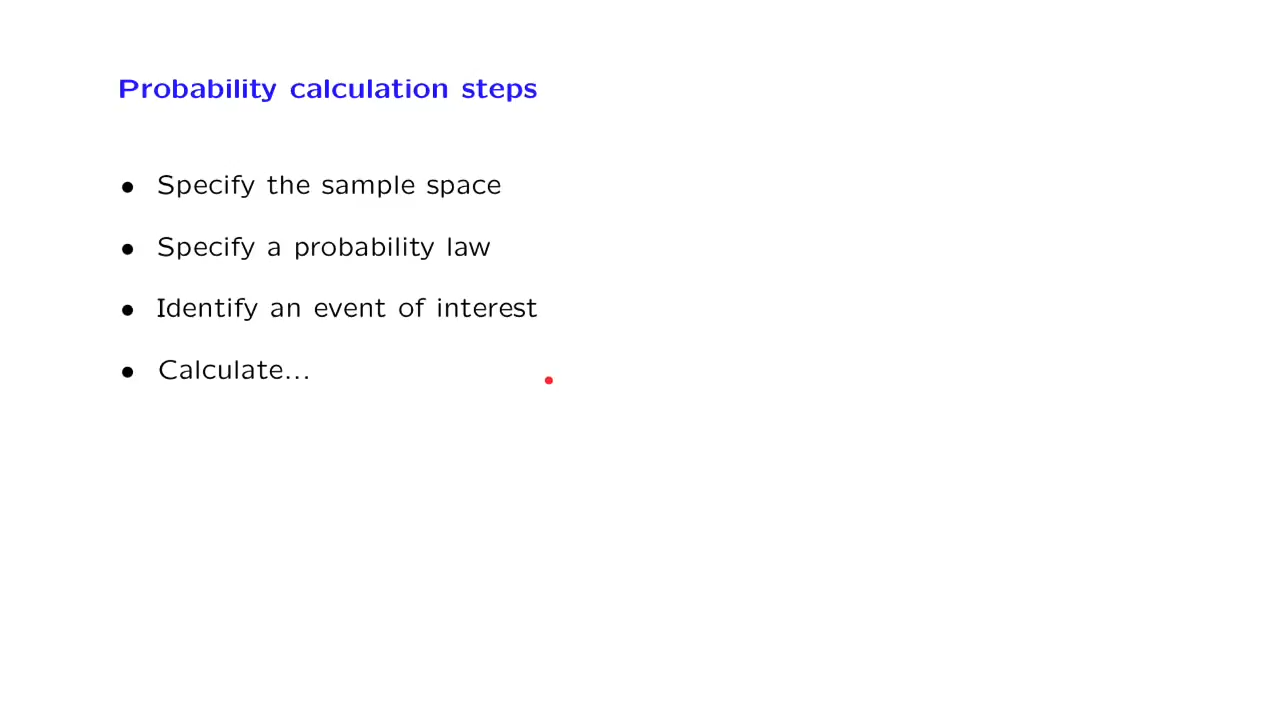 Probability calculation steps
• Specify the sample space
• Specify a probability law
• Identify an event of interest
• Calculate...